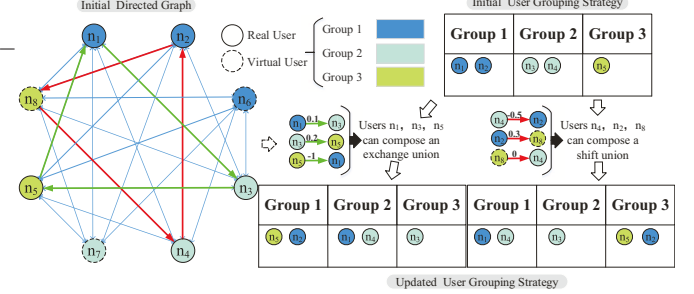 Initial Directed Graph
Initial User Grouping Strategy
n₁
n₂
n₈
n₆
n₅
n₃
n₇
n₄
Real User
Virtual User
Group 1
Group 2
Group 3
Group 1 Group 2 Group 3
n₁ n₂ n₃ n₄ n₅
n₁ 0.1 n₃
n₃ 0.2 n₅
n₅ -1 n₁
Users n₁, n₃, n₅
can compose an
exchange union
n₄ 0.5 n₂
n₂ 0.3 n₈
n₈ 0 n₄
Users n₄, n₂, n₈
can compose a
shift union
Group 1 Group 2 Group 3 Group 1 Group 2 Group 3
n₅ n₂ n₁ n₄ n₃ n₁ n₄ n₃ n₅ n₂
Updated User Grouping Strategy